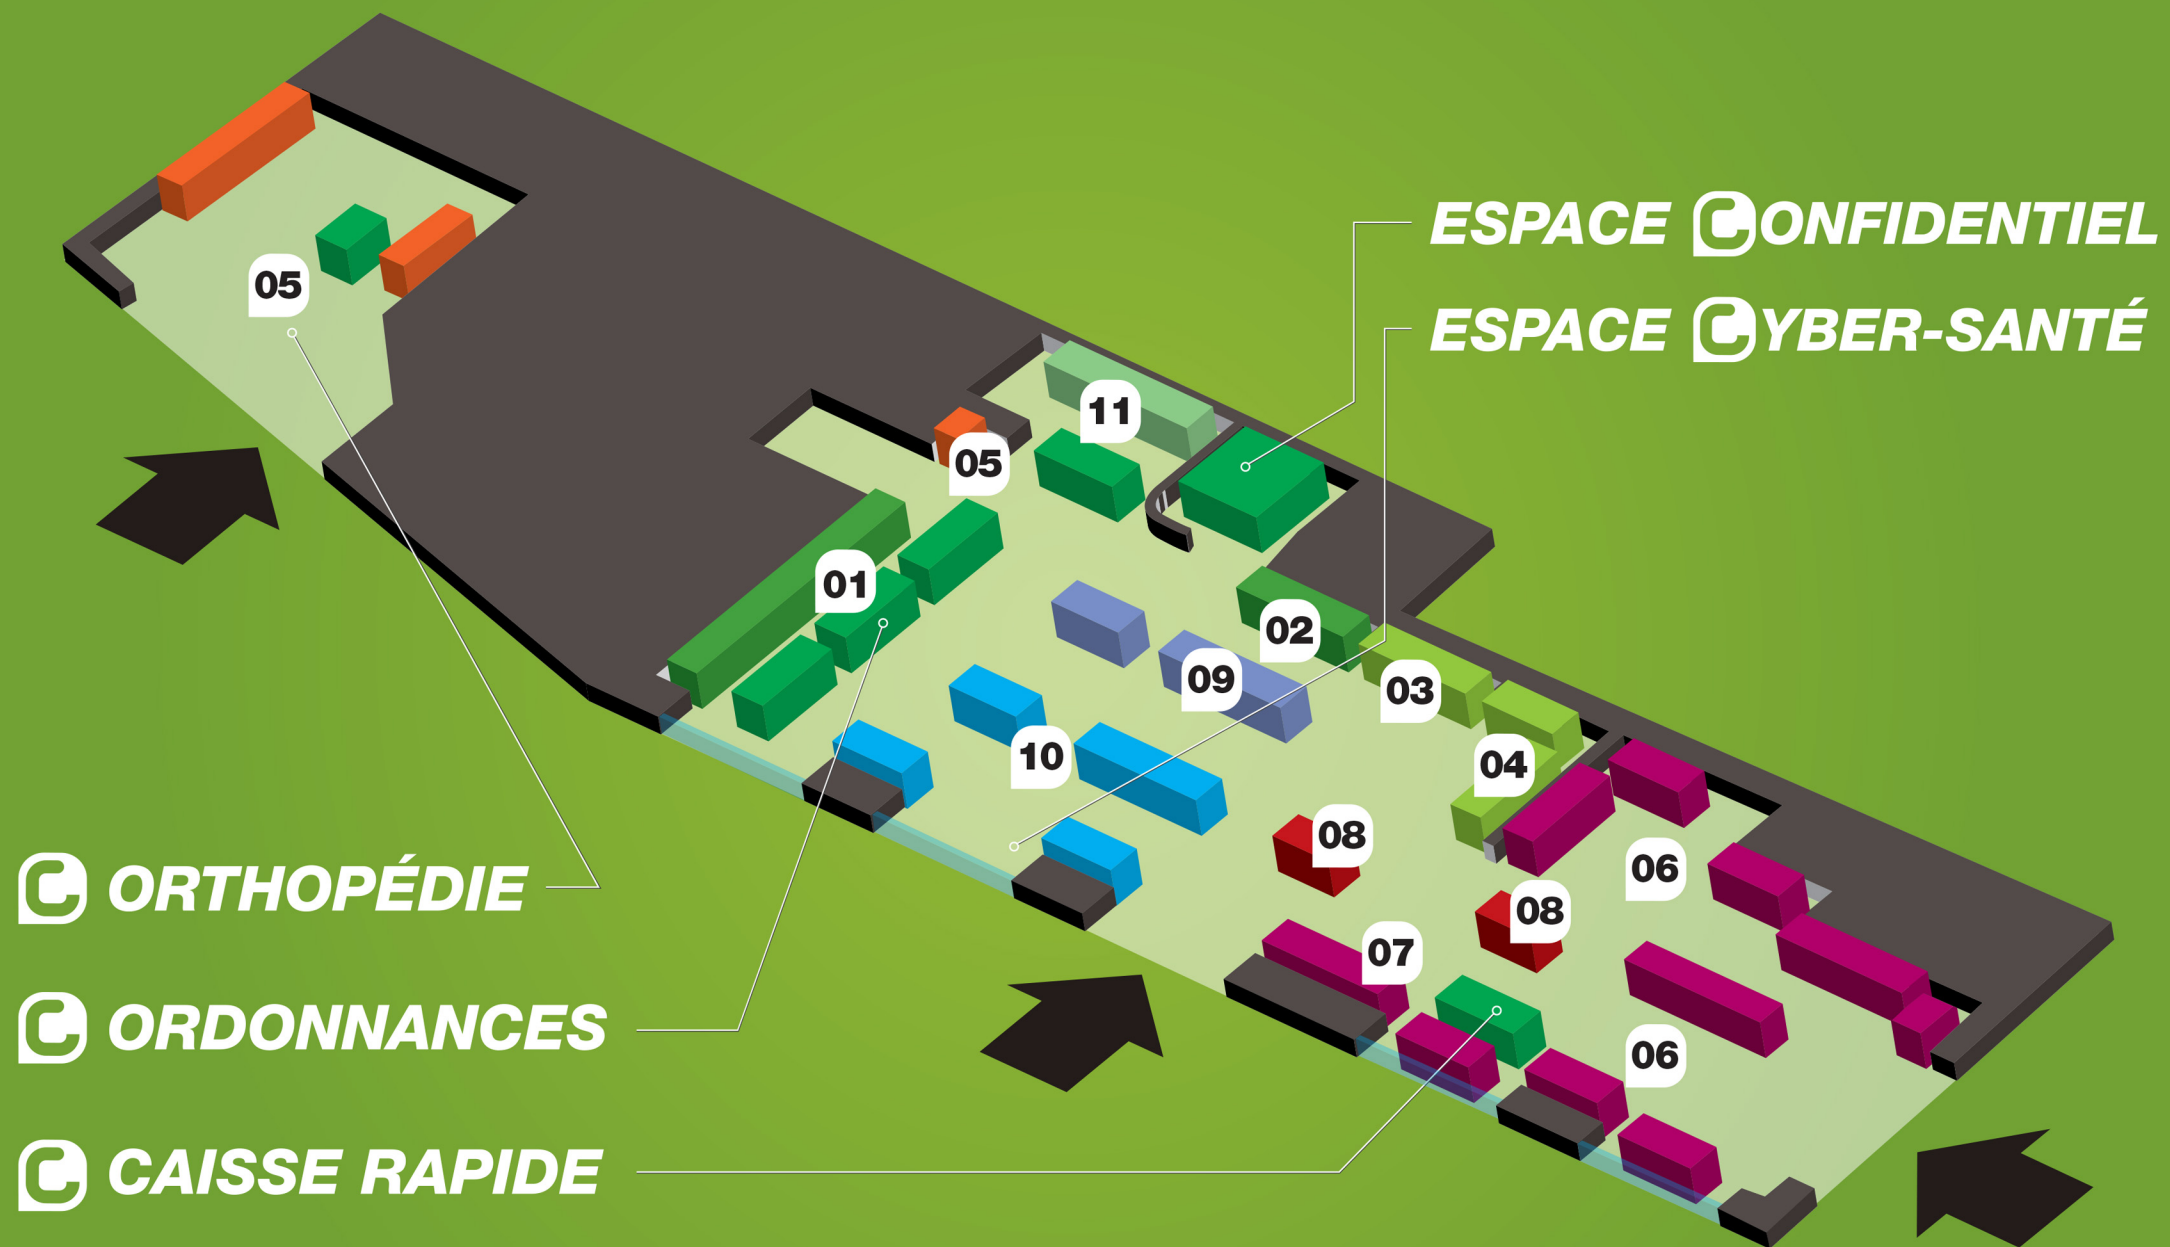 ESPACE CONFIDENTIEL
ESPACE CYBER-SANTÉ
05
11
05
01
02
09
03
10
04
08
06
08
07
06
C ORTHOPÉDIE
C ORDONNANCES
C CAISSE RAPIDE